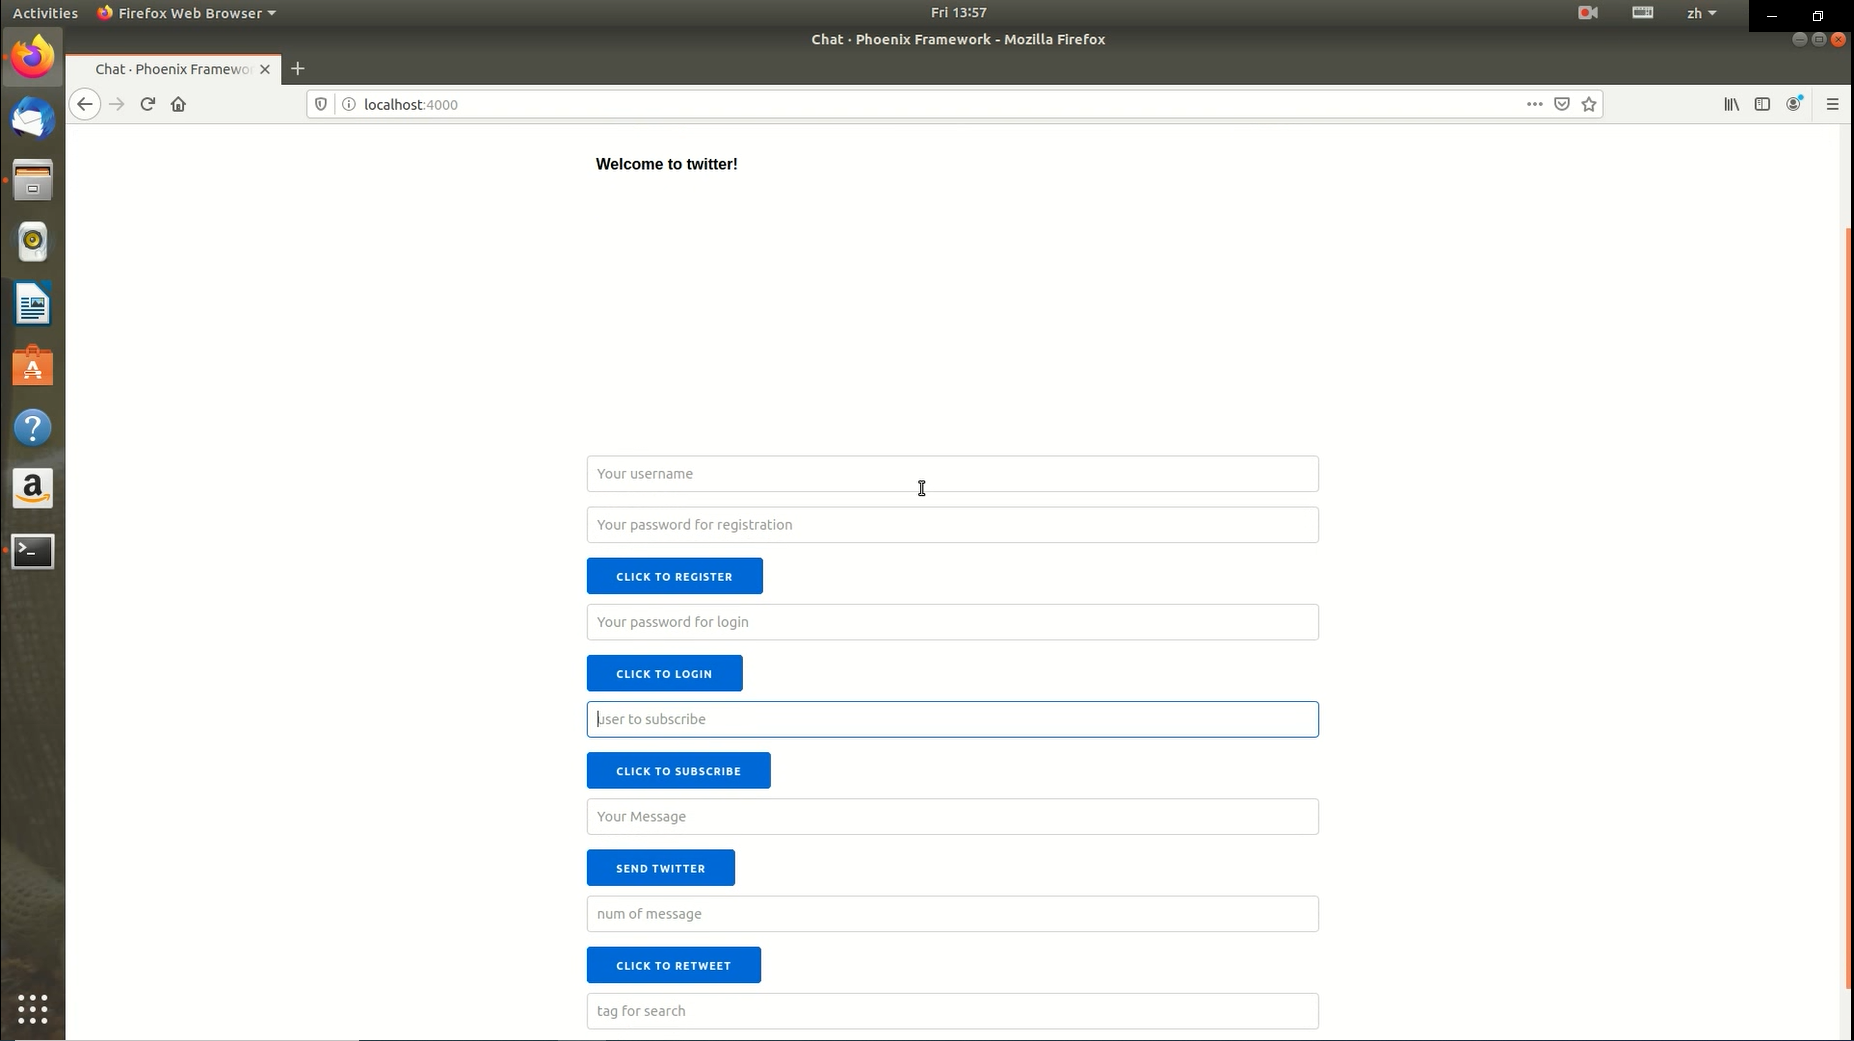 Activities Firefox Web Browser Fri 13:57 zh
Chat · Phoenix Framework - Mozilla Firefox
Chat · Phoenix Framewo
localhost:4000
Welcome to twitter!
Your username
Your password for registration
CLICK TO REGISTER
Your password for login
CLICK TO LOGIN
user to subscribe
CLICK TO SUBSCRIBE
Your Message
SEND TWITTER
num of message
CLICK TO RETWEET
tag for search